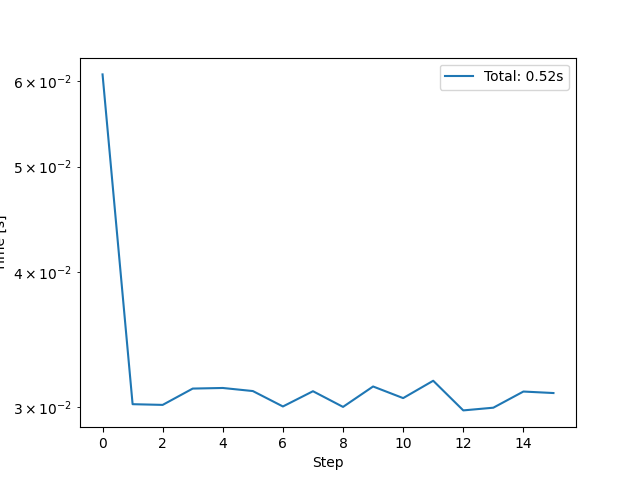 Total: 0.52s
6 × 10⁻²
5 × 10⁻²
4 × 10⁻²
3 × 10⁻²
0 2 4 6 8 10 12 14
Step
[s]